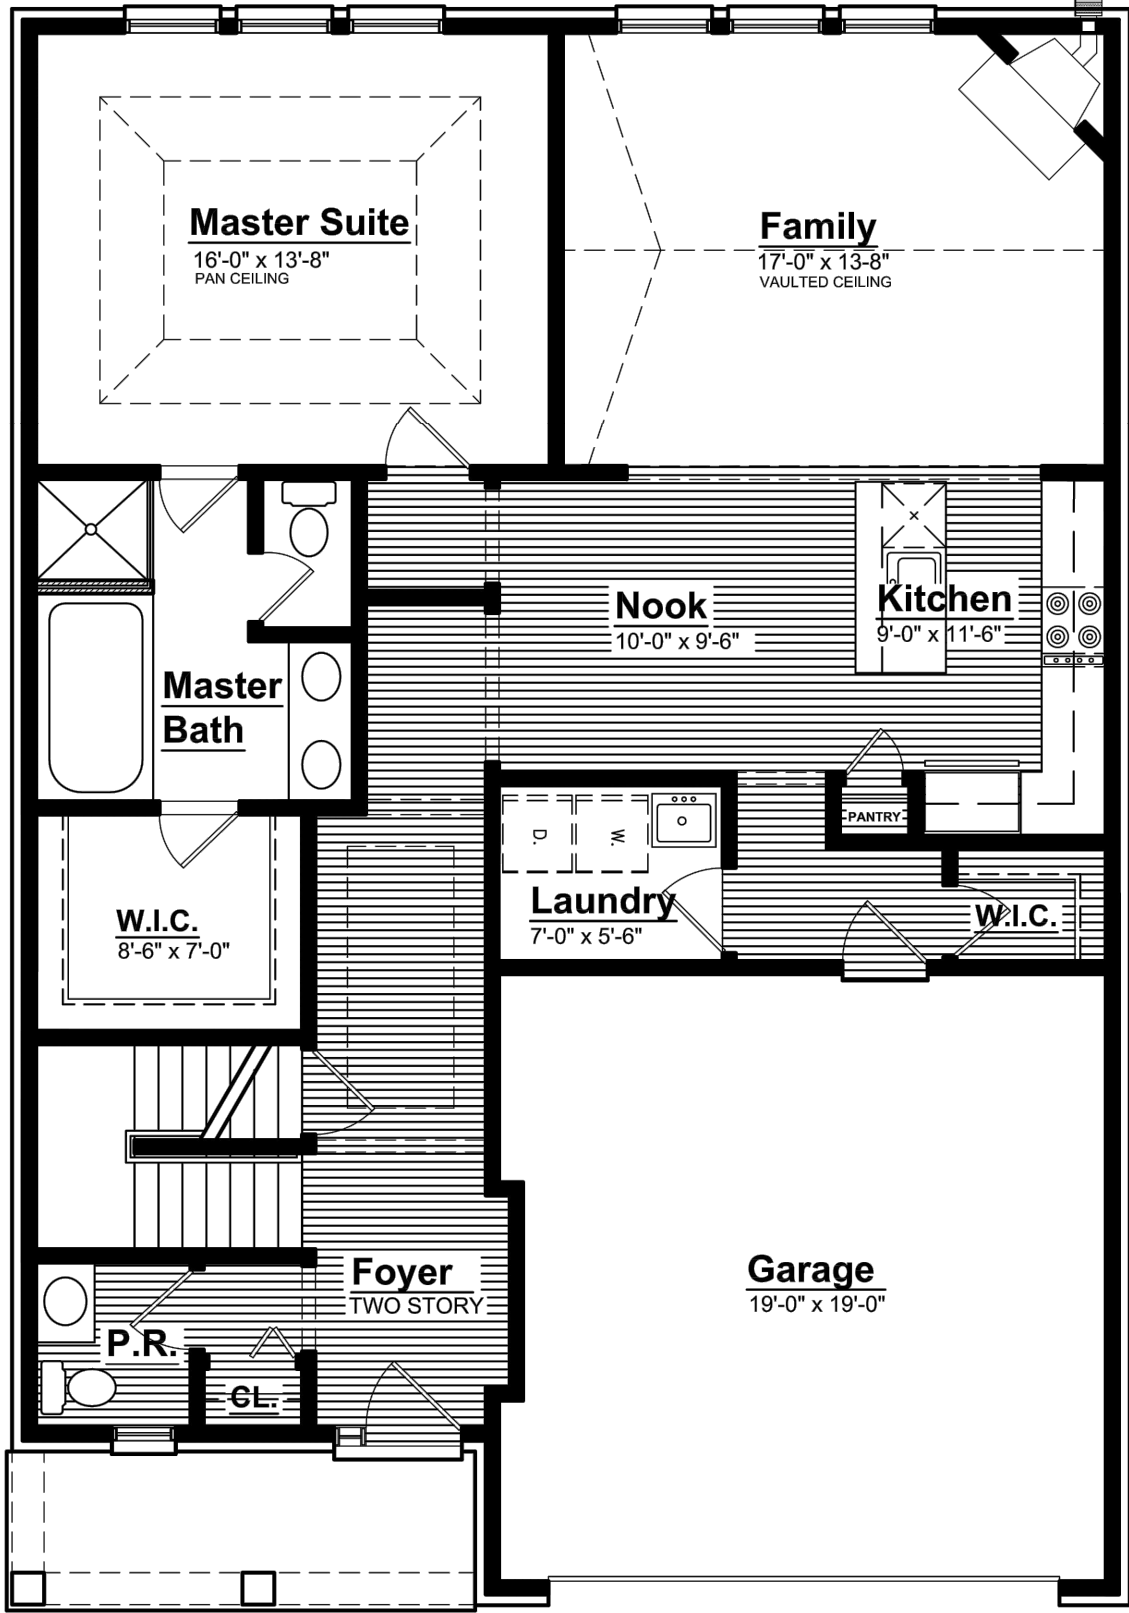 Master Suite
16'-0" x 13'-8"
PAN CEILING
Family
17'-0" x 13-8"
VAULTED CEILING
Nook
10'-0" x 9'-6"
Kitchen
9'-0" x 11'-6"
Master
Bath
PANTRY
D.
W.
Laundry
7'-0" x 5'-6"
W.I.C.
W.I.C.
8'-6" x 7'-0"
Foyer
TWO STORY
Garage
19'-0" x 19'-0"
P.R.
CL.